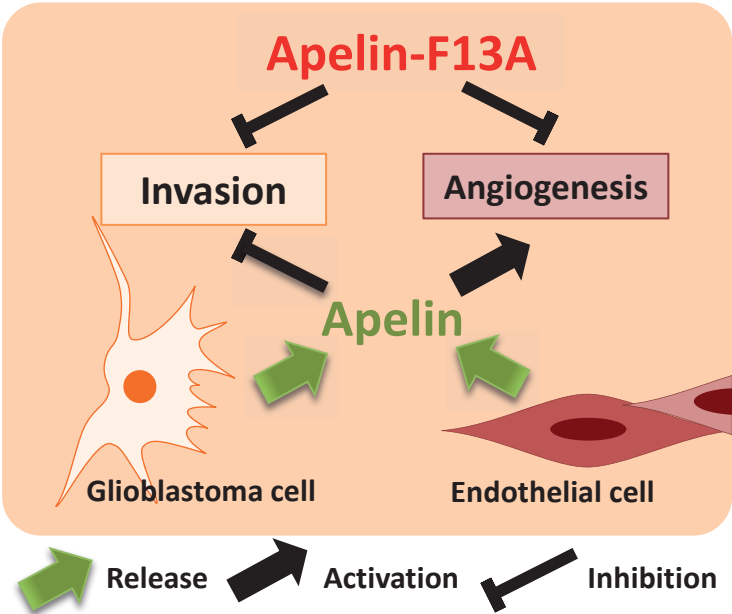 Apelin-F13A
Invasion
Angiogenesis
Apelin
Glioblastoma cell
Endothelial cell
Release
Activation
Inhibition